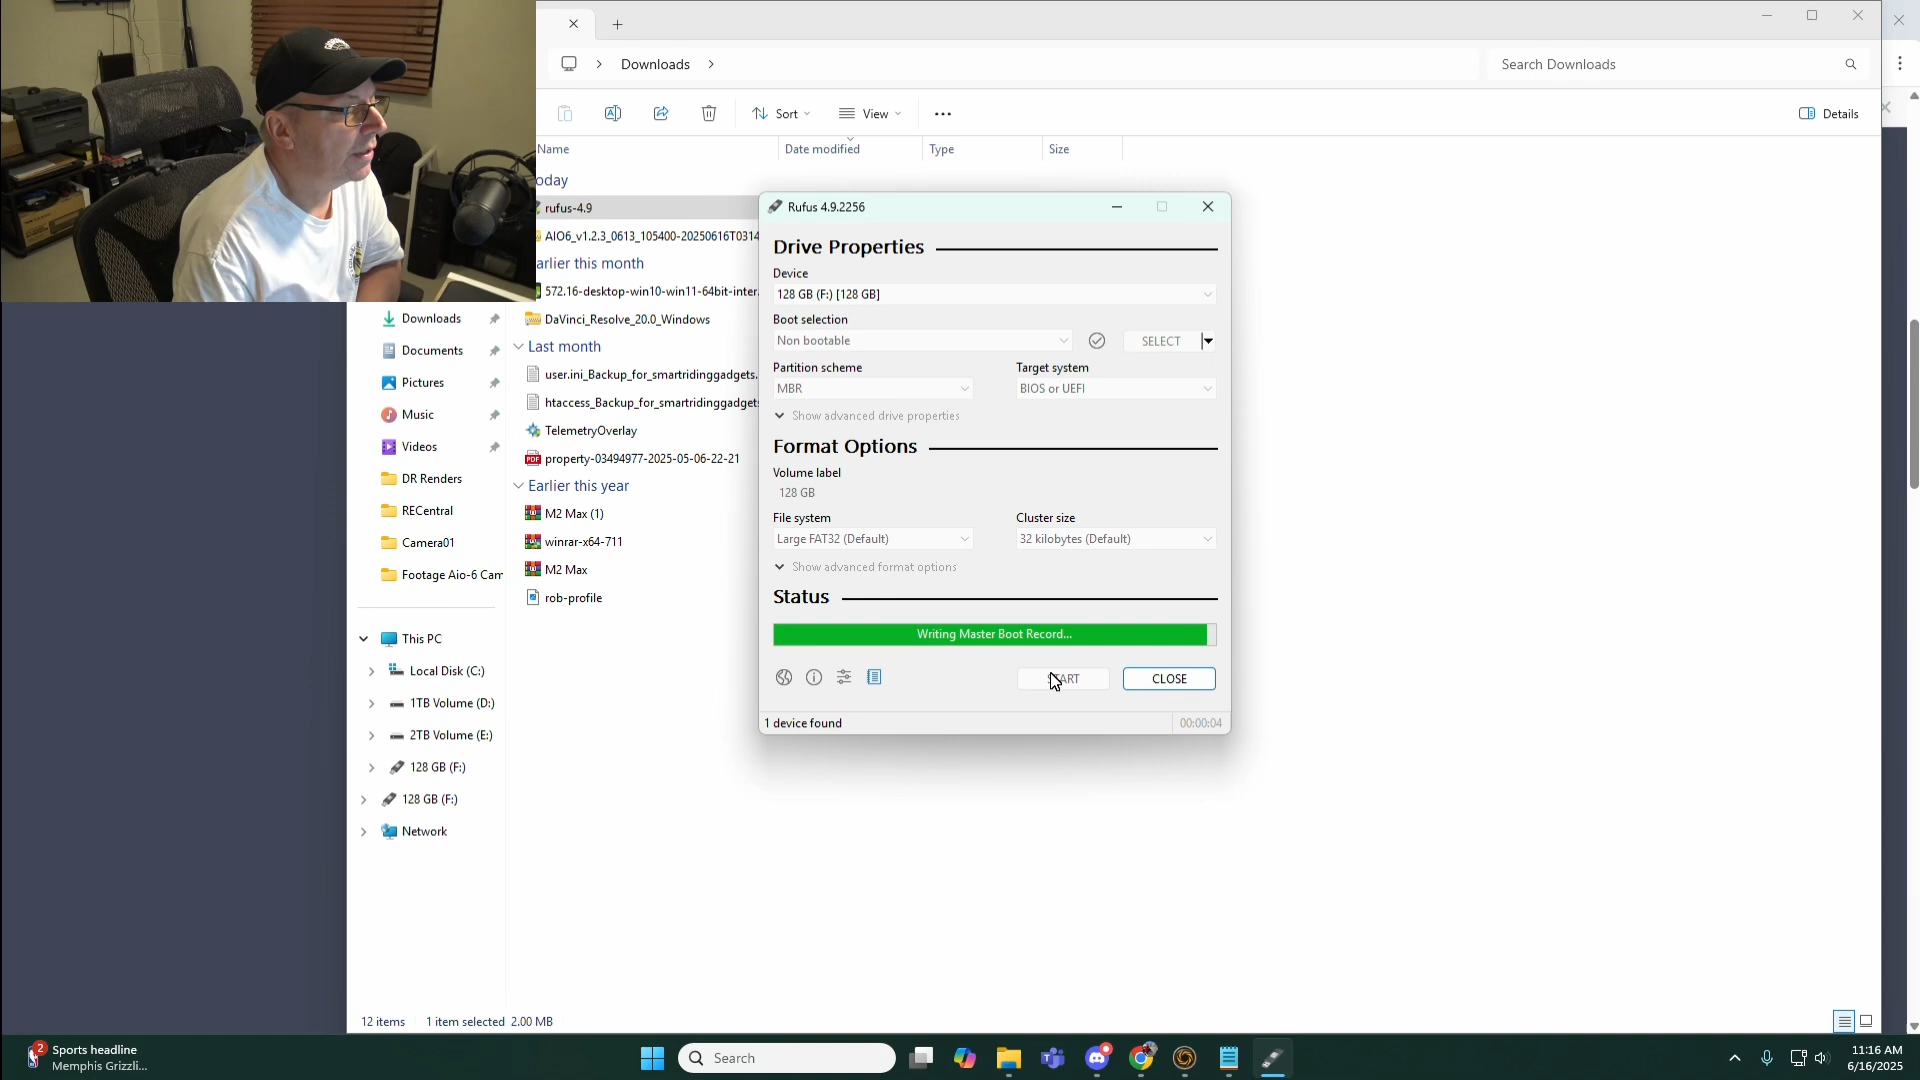 Downloads
Search Downloads
Sort
View
Details
Name
Date modified
Type
Size
oday
rufus-4.9
AIO6_v1.2.3_0613_105400-20250616T0314
arlier this month
572.16-desktop-win10-win11-64bit-inter
DaVinci_Resolve_20.0_Windows
Last month
user.ini_Backup_for_smartridinggadgets.
htaccess_Backup_for_smartridinggadgets
TelemetryOverlay
PDF property-03494977-2025-05-06-22-21
Earlier this year
M2 Max (1)
winrar-x64-711
M2 Max
rob-profile
Downloads
Documents
Pictures
Music
Videos
DR Renders
RECentral
Camera01
Footage Aio-6 Cam
This PC
Local Disk (C:)
1TB Volume (D:)
2TB Volume (E:)
128 GB (F:)
128 GB (F:)
Network
Rufus 4.9.2256
Drive Properties
Device
128 GB (F:) [128 GB]
Boot selection
Non bootable
SELECT
Partition scheme
Target system
MBR
BIOS or UEFI
Show advanced drive properties
Format Options
Volume label
128 GB
File system
Cluster size
Large FAT32 (Default)
32 kilobytes (Default)
Show advanced format options
Status
Writing Master Boot Record...
START
CLOSE
1 device found
00:00:04
12 items
1 item selected 2.00 MB
2
Sports headline
Memphis Grizzli...
Search
11:16 AM
6/16/2025